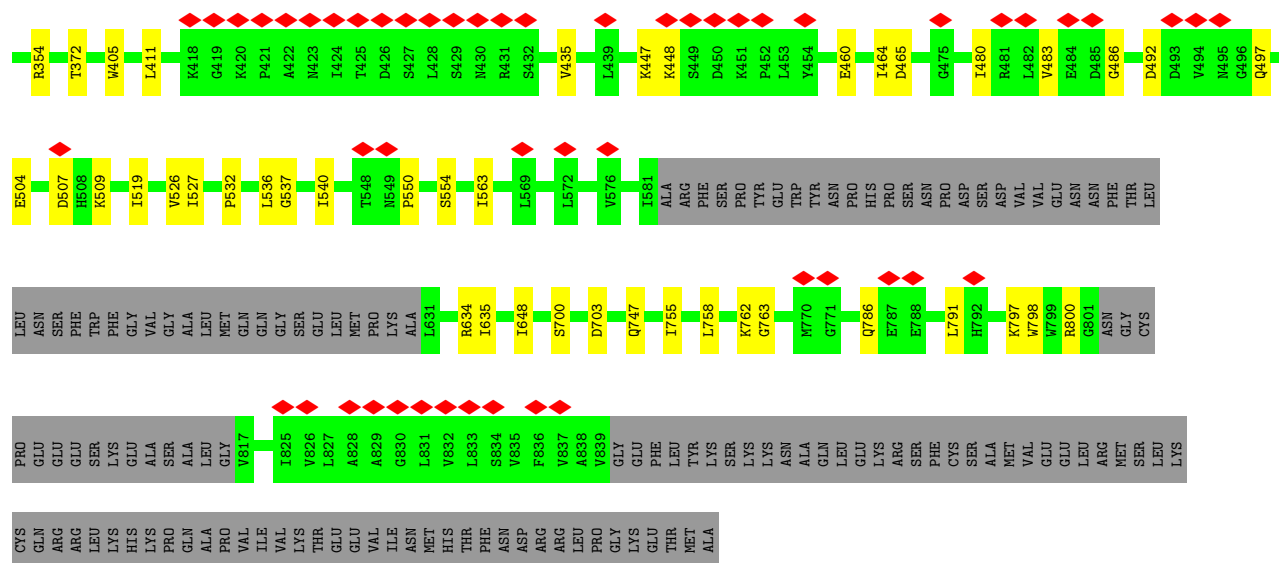 R354 T372 W405 L411 K418 G419 K420 P421 A422 N423 I424 T425 D426 S427 L428 S429 N430 R431 S432 V435 L439 K447 K448 S449 D450 K451 P452 L453 Y454 E460 I464 D465 G475 I480 R481 L482 V483 E484 D485 G486 D492 D493 V494 N495 G496 Q497
E504 D507 H508 K509 I519 V526 I527 P532 L536 G537 I540 T548 N549 P550 S554 I563 L569 L572 V576 I581 ALA ARG PHE SER PRO TYR GLU TRP TYR ASN PRO HIS PRO SER ASN PRO ASP SER ASP VAL VAL GLU ASN ASN PHE THR LEU
LEU ASN SER PHE TRP PHE GLY VAL GLY ALA LEU MET GLN GLN GLY SER GLU LEU MET PRO LYS ALA L631 R634 I635 I648 S700 D703 Q747 I755 L758 K762 G763 M770 G771 Q786 E787 E788 L791 H792 K797 W798 W799 R800 G801 ASN GLY CYS
PRO GLU GLU GLU SER LYS GLU ALA SER ALA LEU GLY V817 I825 V826 L827 A828 A829 G830 L831 V832 L833 S834 V835 F836 V837 A838 V839 GLY GLU PHE LEU TYR LYS SER LYS LYS ASN ALA GLN LEU GLU LYS ARG SER PHE CYS SER ALA MET VAL GLU GLU LEU ARG MET SER LEU LYS
CYS GLN ARG ARG LEU LYS HIS LYS PRO GLN ALA PRO VAL ILE VAL LYS THR GLU GLU VAL ILE ASN MET HIS THR PHE ASN ASP ARG ARG LEU PRO GLY LYS GLU THR MET ALA